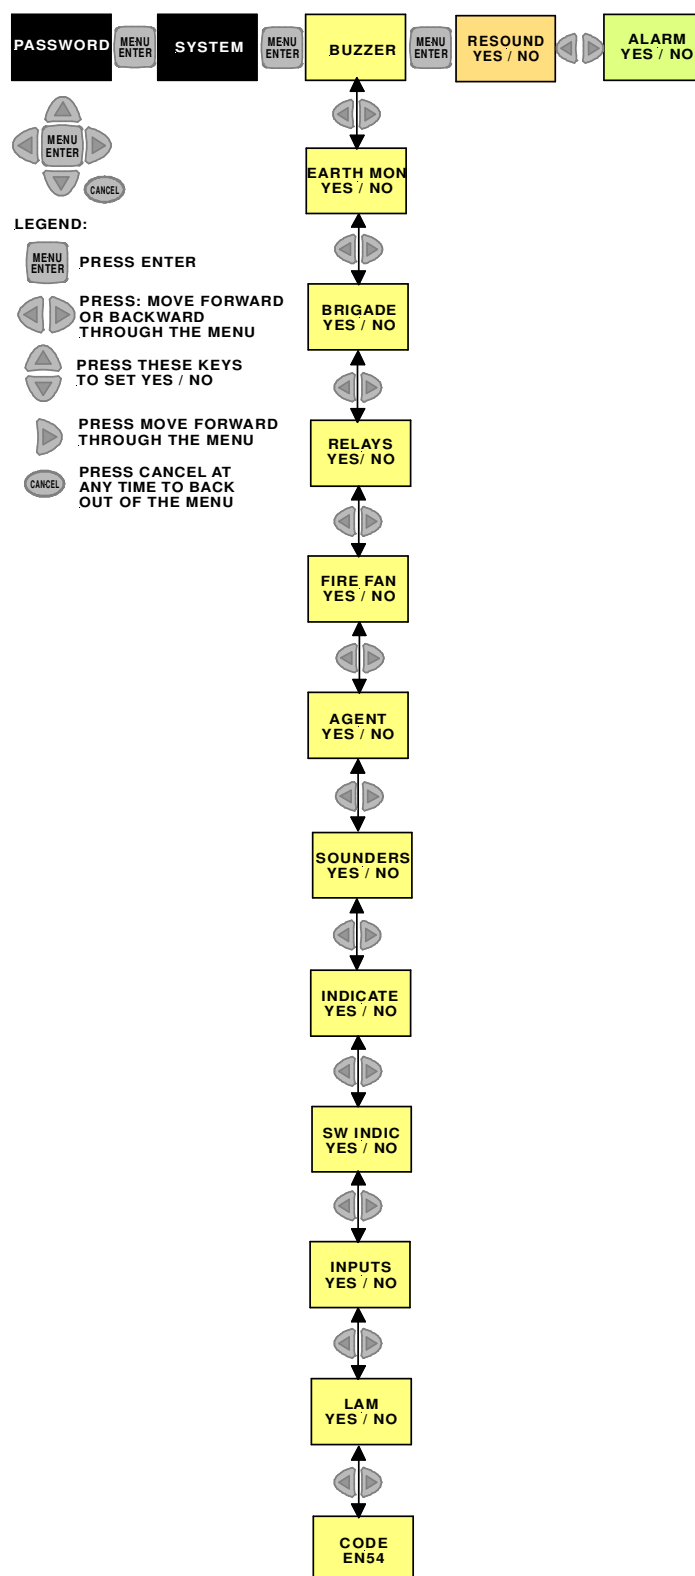 PASSWORD
MENU
ENTER
SYSTEM
MENU
ENTER
BUZZER
MENU
ENTER
RESOUND
YES / NO
ALARM
YES / NO
MENU
ENTER
CANCEL
LEGEND:
MENU
ENTER
PRESS ENTER
PRESS: MOVE FORWARD
OR BACKWARD
THROUGH THE MENU
PRESS THESE KEYS
TO SET YES / NO
PRESS MOVE FORWARD
THROUGH THE MENU
CANCEL
PRESS CANCEL AT
ANY TIME TO BACK
OUT OF THE MENU
EARTH MON
YES / NO
BRIGADE
YES / NO
RELAYS
YES/ NO
FIRE FAN
YES / NO
AGENT
YES / NO
SOUNDERS
YES / NO
INDICATE
YES / NO
SW INDIC
YES / NO
INPUTS
YES / NO
LAM
YES / NO
CODE
EN54